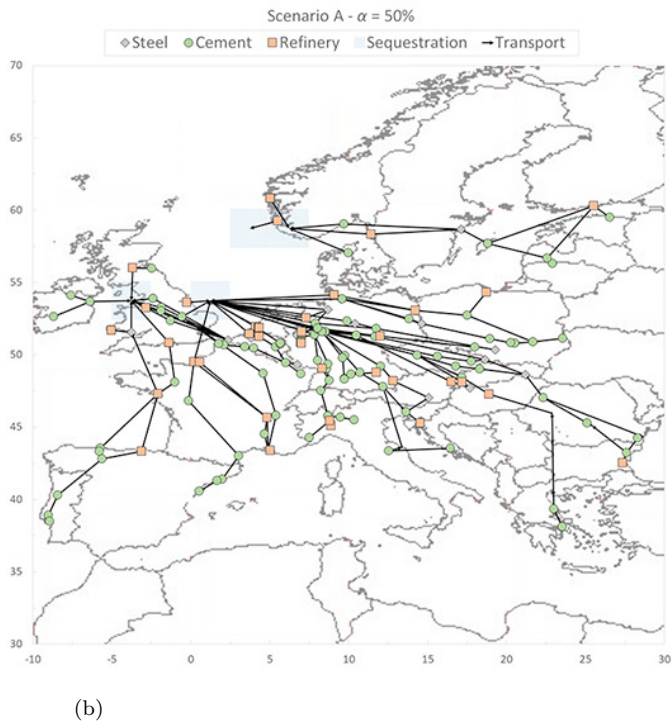 Scenario A - α = 50%
Steel Cement Refinery Sequestration Transport
70
65
60
55
50
45
40
35
30
-10 -5 0 5 10 15 20 25 30
(b)